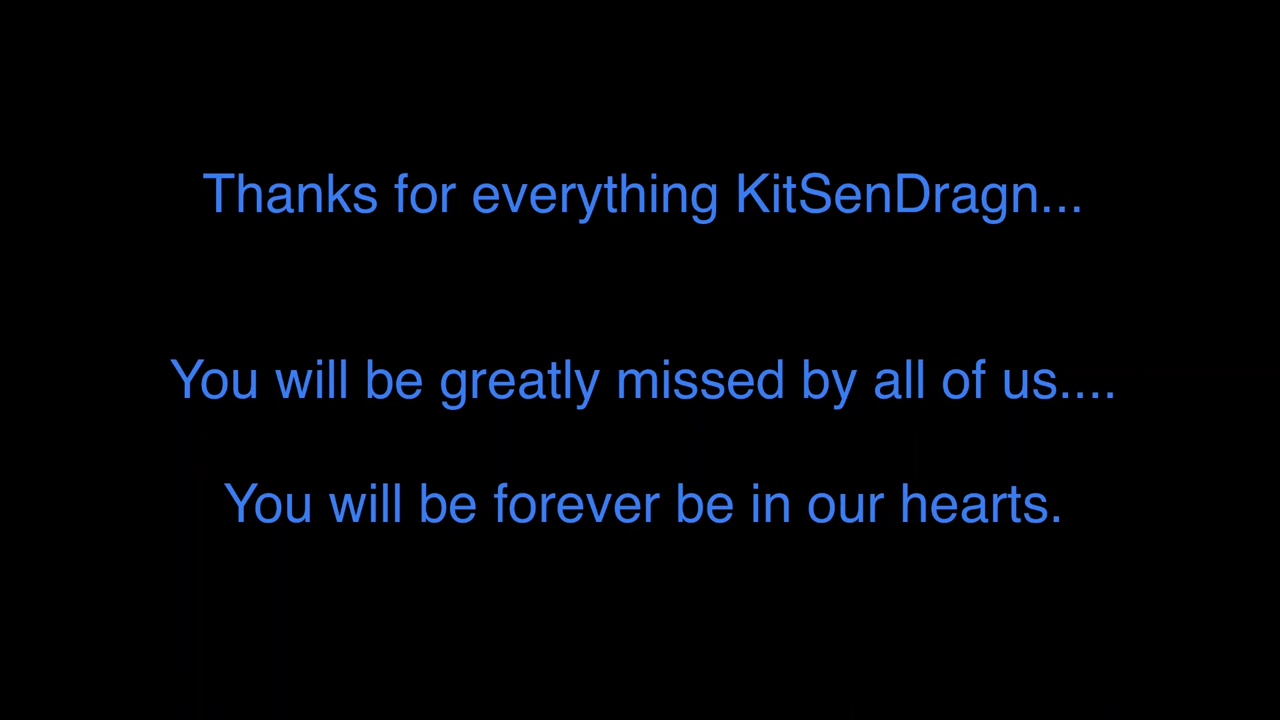 Thanks for everything KitSenDragn...
You will be greatly missed by all of us....
You will be forever be in our hearts.